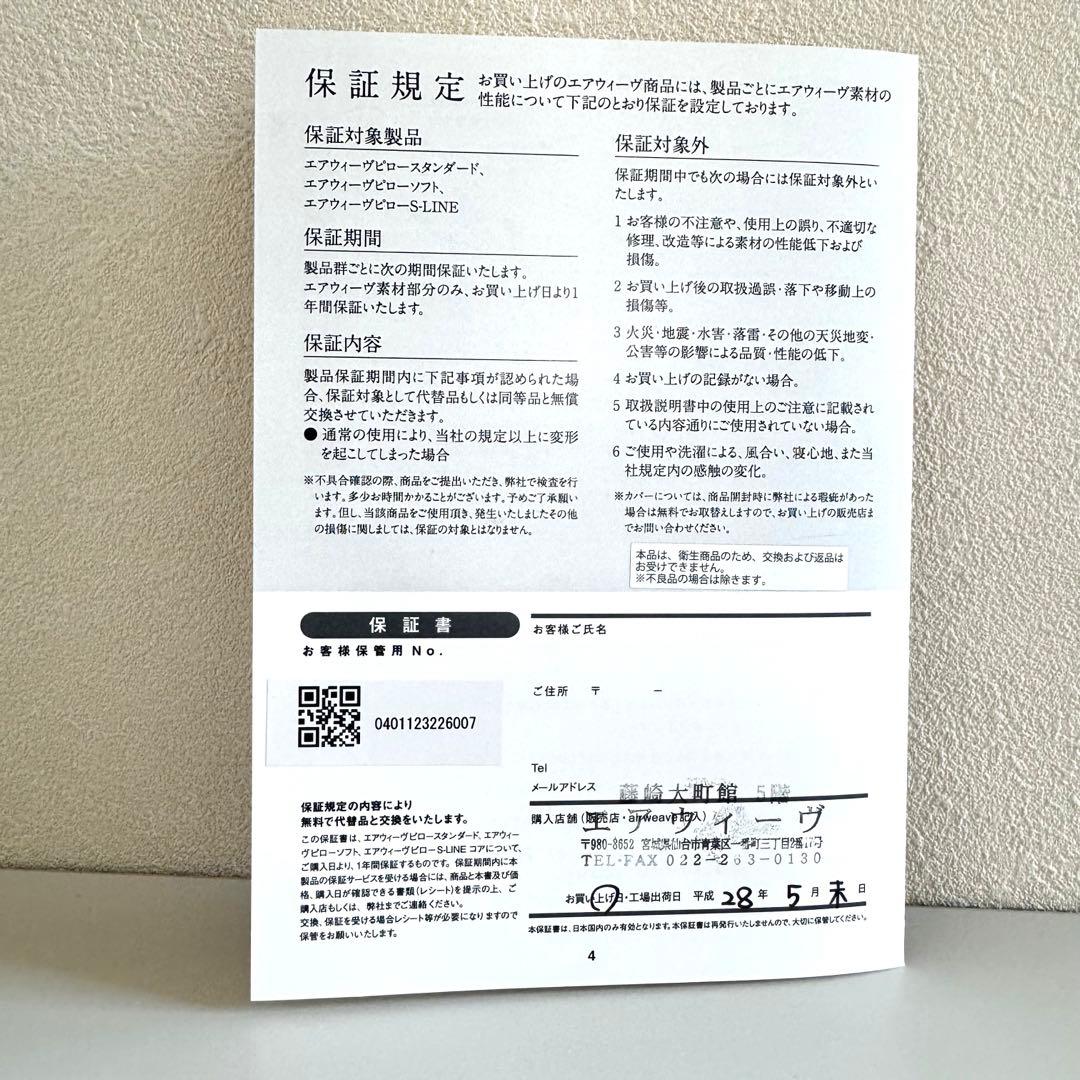 保証規定
お買い上げのエアウィーヴ商品には、製品ごとにエアウィーヴ素材の
性能について下記のとおり保証を設定しております。
保証対象製品
エアウィーヴピロースタンダード、
エアウィーヴピローソフト、
エアウィーヴピローS-LINE
保証期間
製品群ごとに次の期間保証いたします。
エアウィーヴ素材部分のみ、お買い上げ日より1
年間保証いたします。
保証内容
製品保証期間内に下記事項が認められた場
合、保証対象として代替品もしくは同等品と無償
交換させていただきます。
● 通常の使用により、当社の規定以上に変形
を起こしてしまった場合
※不具合確認の際、商品をご提出いただき、弊社で検査を行
います。多少お時間かかることがございます。予めご了承願い
ます。但し、当該商品をご使用頂き、発生いたしましたその他
の損傷に関しましては、保証の対象とはなりません。
保証対象外
保証期間中でも次の場合には保証対象外とい
たします。
1 お客様の不注意や、使用上の誤り、不適切な
修理、改造等による素材の性能低下および
損傷。
2 お買い上げ後の取扱過誤・落下や移動上の
損傷等。
3 火災・地震・水害・落雷・その他の天災地変・
公害等の影響による品質・性能の低下。
4 お買い上げの記録がない場合。
5 取扱説明書中の使用上のご注意に記載され
ている内容通りにご使用されていない場合。
6 ご使用や洗濯による、風合い、寝心地、また当
社規定内の感触の変化。
※カバーについては、商品開封時に弊社による瑕疵があった
場合は無料でお取替えしますので、お買い上げの販売店ま
でお問い合わせください。
本品は、衛生商品のため、交換および返品は
お受けできません。
※不良品の場合は除きます。
保証書
お客様保管用 No.
0401123226007
保証規定の内容により
無料で代替品と交換をいたします。
この保証書は、エアウィーヴピロースタンダード、エアウィー
ヴピローソフト、エアウィーヴピローS-LINE コアについて、
ご購入日より、1年間保証するものです。保証期間内に本
製品の保証サービスを受ける場合には、商品と本書及び価
格、購入日が確認できる書類（レシート）を提示の上、ご
購入店もしくは、弊社までご連絡ください。
交換、保証を受ける場合レシート等が必要になりますので
保管をお願いいたします。
お客様ご氏名
ご住所 〒 －
Tel
メールアドレス
藤崎大町館 5階
購入店舗（販売店・airweave記入）
エアウィーヴ
〒980-8652 宮城県仙台市青葉区一番町三丁目2番17号
TEL・FAX 022-263-0130
お買い上げ日・工場出荷日 平成 28 年 5 月 末 日
本保証書は、日本国内のみ有効となります。本保証書は再発行いたしませんので、大切に保管してください。
4